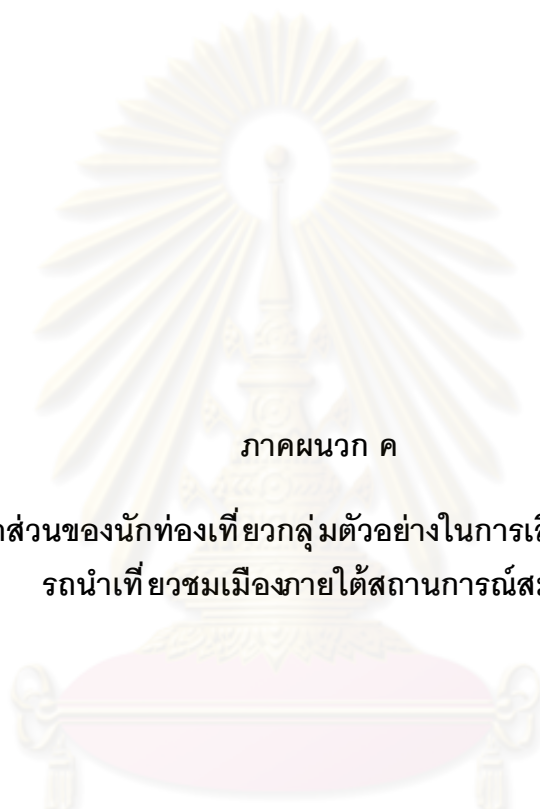 ภาคผนวก ค
ส่วนของนักท่องเที่ยวกลุ่มตัวอย่างในการ
รถนำเที่ยวชมเมืองภายใต้สถานการณ์